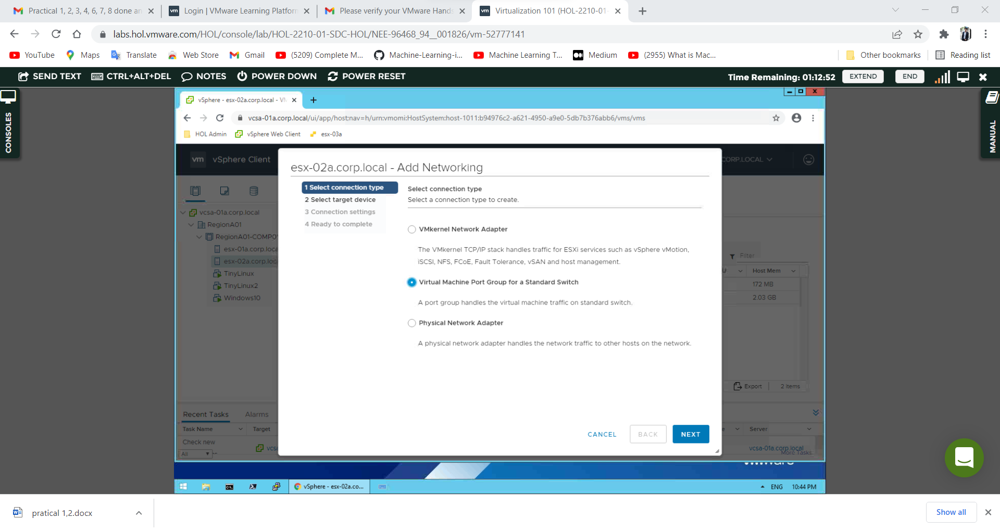 Practical 1, 2, 3, 4, 6, 7, 8 done an
Login | VMware Learning Platform
Please verify your VMware Hands
Virtualization 101 (HOL-2210-01-
labs.hol.vmware.com/HOL/console/lab/HOL-2210-01-SDC-HOL/NEE-96468_94__001826/vm-52777141
YouTube Maps Translate Web Store Gmail (5209) Complete M... Machine-Learning-i... Machine Learning T... Medium (2955) What is Mac... Other bookmarks Reading list
SEND TEXT CTRL+ALT+DEL NOTES POWER DOWN POWER RESET Time Remaining: 01:12:52 EXTEND END
CONSOLES
MANUAL
vSphere - esx-02a.corp.local - VM
vcsa-01a.corp.local/ui/app/host;nav=h/urn:vmomi:HostSystem:host-1011:b94976c2-a621-4950-a9e0-5db7b376abb6/vms/vms
HOL Admin vSphere Web Client esx-03a
vm vSphere Client CORP.LOCAL
vcsa-01a.corp.local
RegionA01
RegionA01-COMP0
esx-01a.corp.loca
esx-02a.corp.loc
TinyLinux
TinyLinux2
Windows10
esx-02a.corp.local - Add Networking
1 Select connection type
2 Select target device
3 Connection settings
4 Ready to complete
Select connection type
Select a connection type to create.
VMkernel Network Adapter
The VMkernel TCP/IP stack handles traffic for ESXi services such as vSphere vMotion,
iSCSI, NFS, FCoE, Fault Tolerance, vSAN and host management.
Virtual Machine Port Group for a Standard Switch
A port group handles the virtual machine traffic on standard switch.
Physical Network Adapter
A physical network adapter handles the network traffic to other hosts on the network.
CANCEL BACK NEXT
Filter
U Host Mem
172 MB
2.03 GB
Export 2 items
Recent Tasks Alarms
Task Name Target e Server
Check new
vcs vcsa-01a.corp.local
All More Tasks
vmware
vSphere - esx-02a.co... ENG 10:44 PM
pratical 1,2.docx Show all